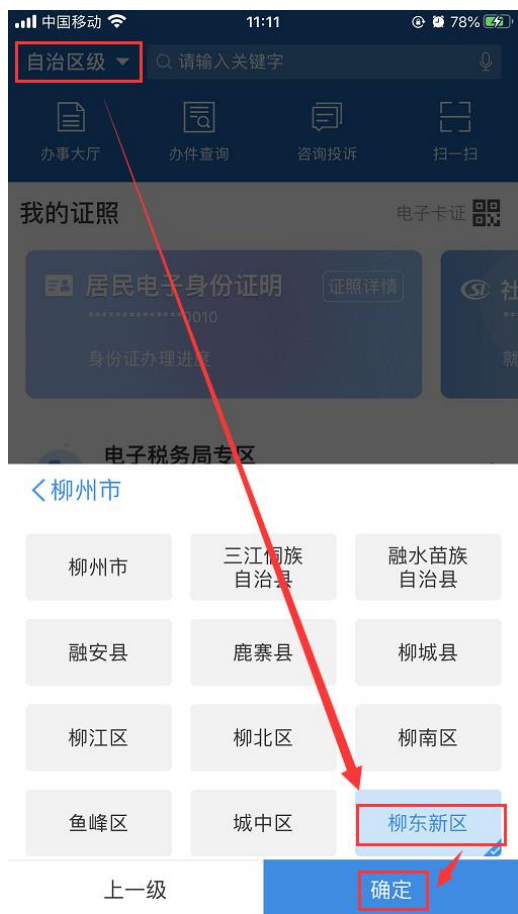 中国移动
11:11
78%
自治区级
请输入关键字
办事大厅
办件查询
咨询投诉
扫一扫
我的证照
电子卡证
居民电子身份证明
证照详情
社
**************0010
身份证办理进度
就
电子税务局专区
柳州市
柳州市
三江侗族
自治县
融水苗族
自治县
融安县
鹿寨县
柳城县
柳江区
柳北区
柳南区
鱼峰区
城中区
柳东新区
上一级
确定